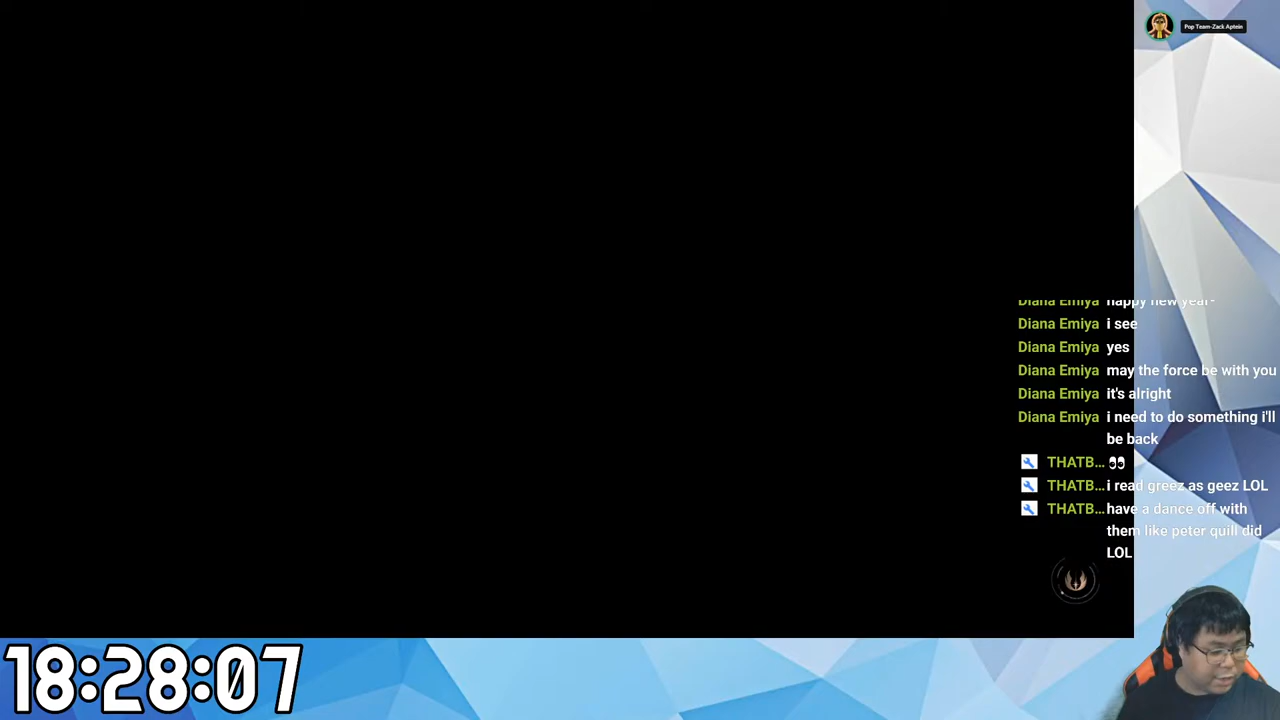 Pop Team-Zack Aptein
Diana Emiya happy new year-
Diana Emiya i see
Diana Emiya yes
Diana Emiya may the force be with you
Diana Emiya it's alright
Diana Emiya i need to do something i'll
be back
THATB... 👀
THATB... i read greez as geez LOL
THATB... have a dance off with
them like peter quill did
LOL
18:28:07